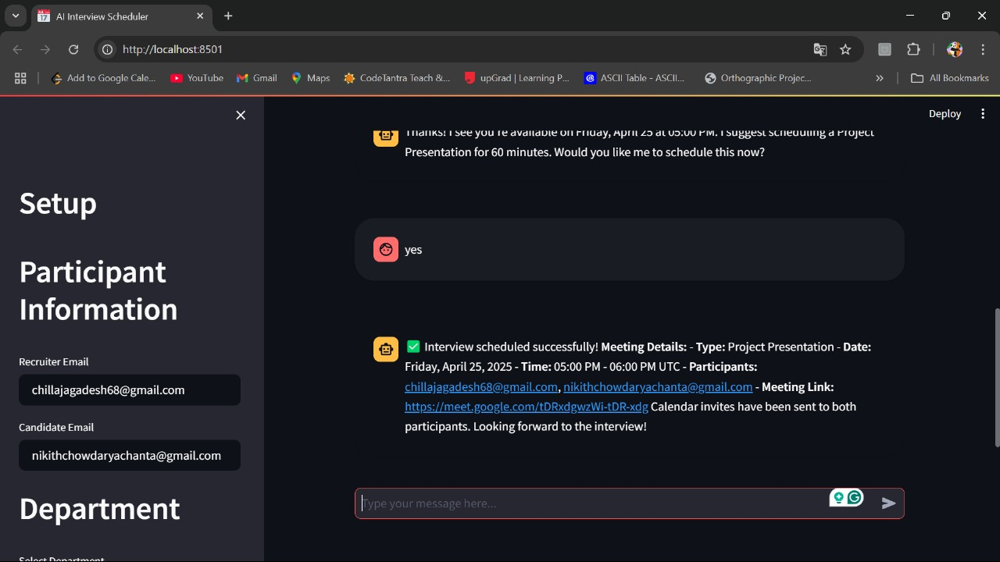 AI Interview Scheduler
http://localhost:8501
Add to Google Cale...
YouTube
Gmail
Maps
CodeTantra Teach &...
upGrad | Learning P...
ASCII Table - ASCII...
Orthographic Projec...
All Bookmarks
Deploy
Setup
Participant
Information
Recruiter Email
chillajagadesh68@gmail.com
Candidate Email
nikithchowdaryachanta@gmail.com
Department
Select Department
Thanks! I see you're available on Friday, April 25 at 05:00 PM. I suggest scheduling a Project
Presentation for 60 minutes. Would you like me to schedule this now?
yes
✅ Interview scheduled successfully! Meeting Details: - Type: Project Presentation - Date:
Friday, April 25, 2025 - Time: 05:00 PM - 06:00 PM UTC - Participants:
chillajagadesh68@gmail.com, nikithchowdaryachanta@gmail.com - Meeting Link:
https://meet.google.com/tDRxdgwzWi-tDR-xdg Calendar invites have been sent to both
participants. Looking forward to the interview!
Type your message here...